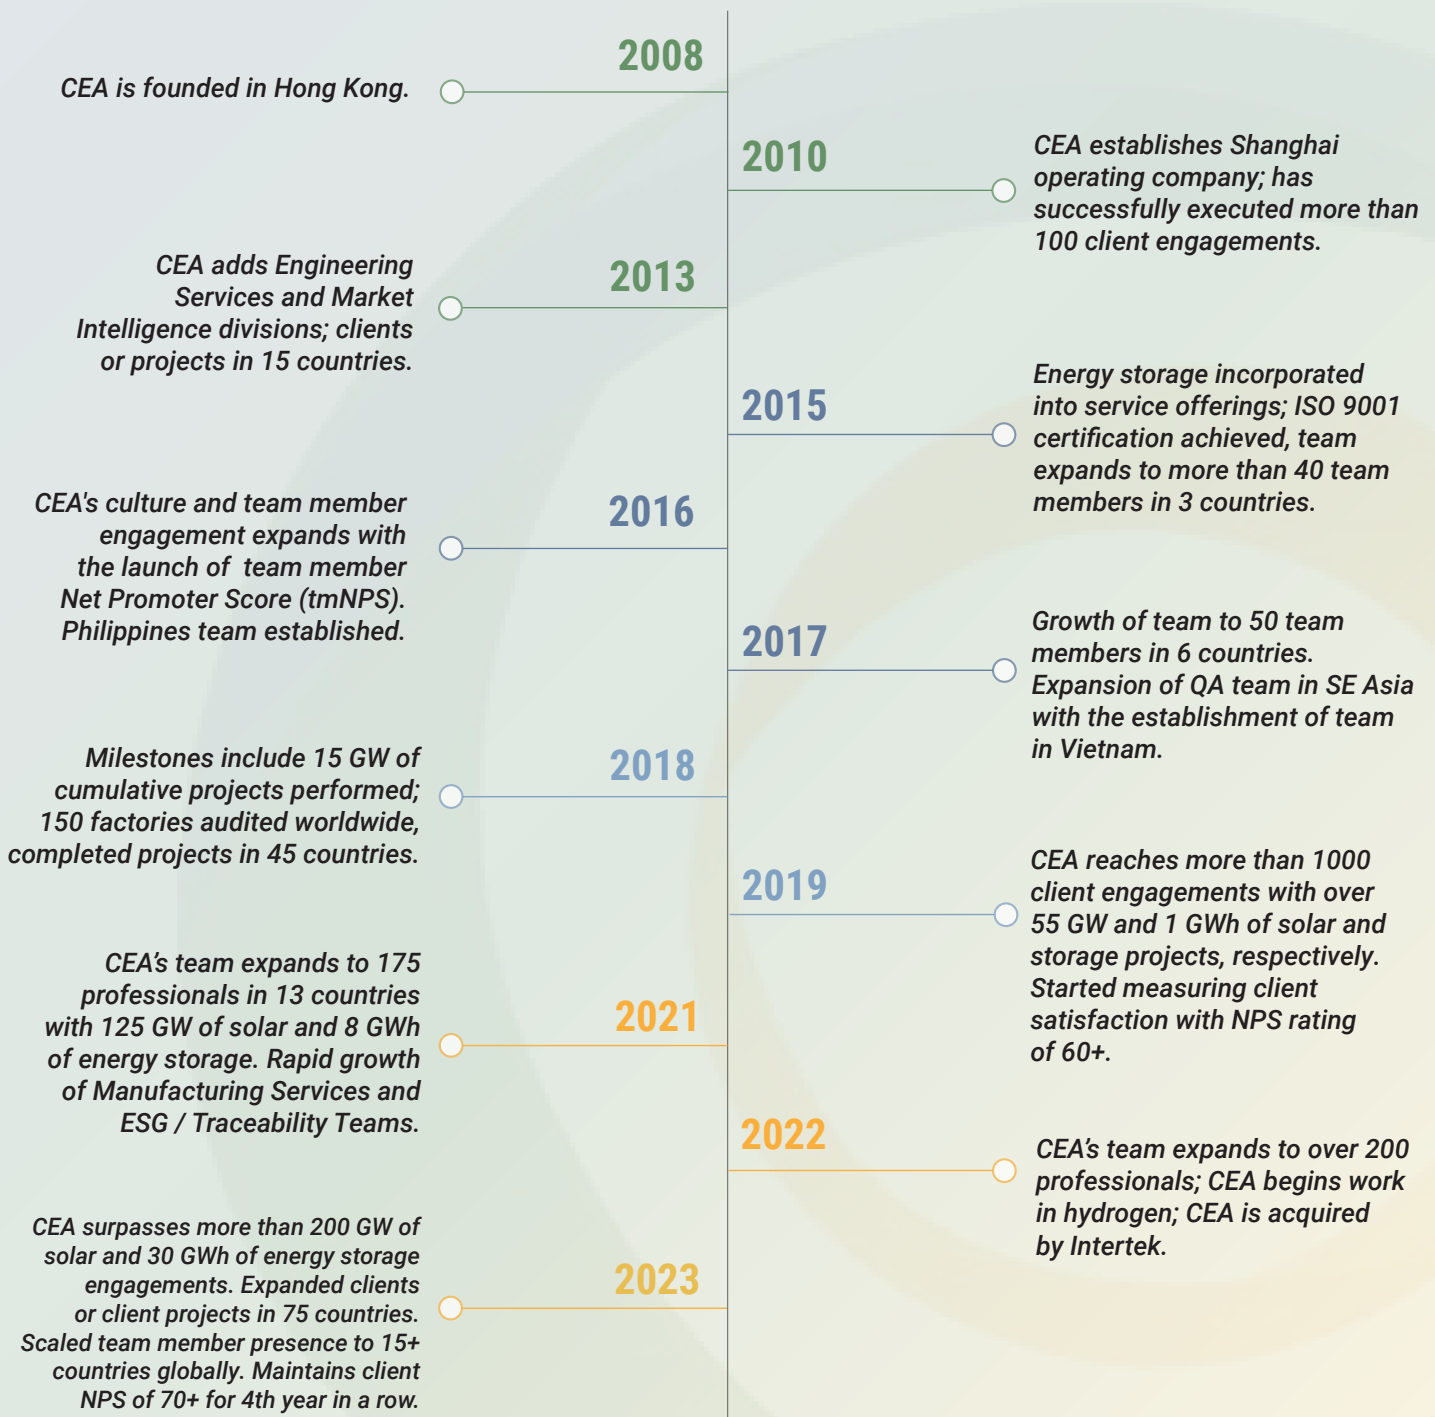 2008
CEA is founded in Hong Kong.
2010
CEA establishes Shanghai
operating company; has
successfully executed more than
100 client engagements.
2013
CEA adds Engineering
Services and Market
Intelligence divisions; clients
or projects in 15 countries.
2015
Energy storage incorporated
into service offerings; ISO 9001
certification achieved, team
expands to more than 40 team
members in 3 countries.
2016
CEA's culture and team member
engagement expands with
the launch of team member
Net Promoter Score (tmNPS).
Philippines team established.
2017
Growth of team to 50 team
members in 6 countries.
Expansion of QA team in SE Asia
with the establishment of team
in Vietnam.
2018
Milestones include 15 GW of
cumulative projects performed;
150 factories audited worldwide,
completed projects in 45 countries.
2019
CEA reaches more than 1000
client engagements with over
55 GW and 1 GWh of solar and
storage projects, respectively.
Started measuring client
satisfaction with NPS rating
of 60+.
2021
CEA’s team expands to 175
professionals in 13 countries
with 125 GW of solar and 8 GWh
of energy storage. Rapid growth
of Manufacturing Services and
ESG / Traceability Teams.
2022
CEA’s team expands to over 200
professionals; CEA begins work
in hydrogen; CEA is acquired
by Intertek.
2023
CEA surpasses more than 200 GW of
solar and 30 GWh of energy storage
engagements. Expanded clients
or client projects in 75 countries.
Scaled team member presence to 15+
countries globally. Maintains client
NPS of 70+ for 4th year in a row.